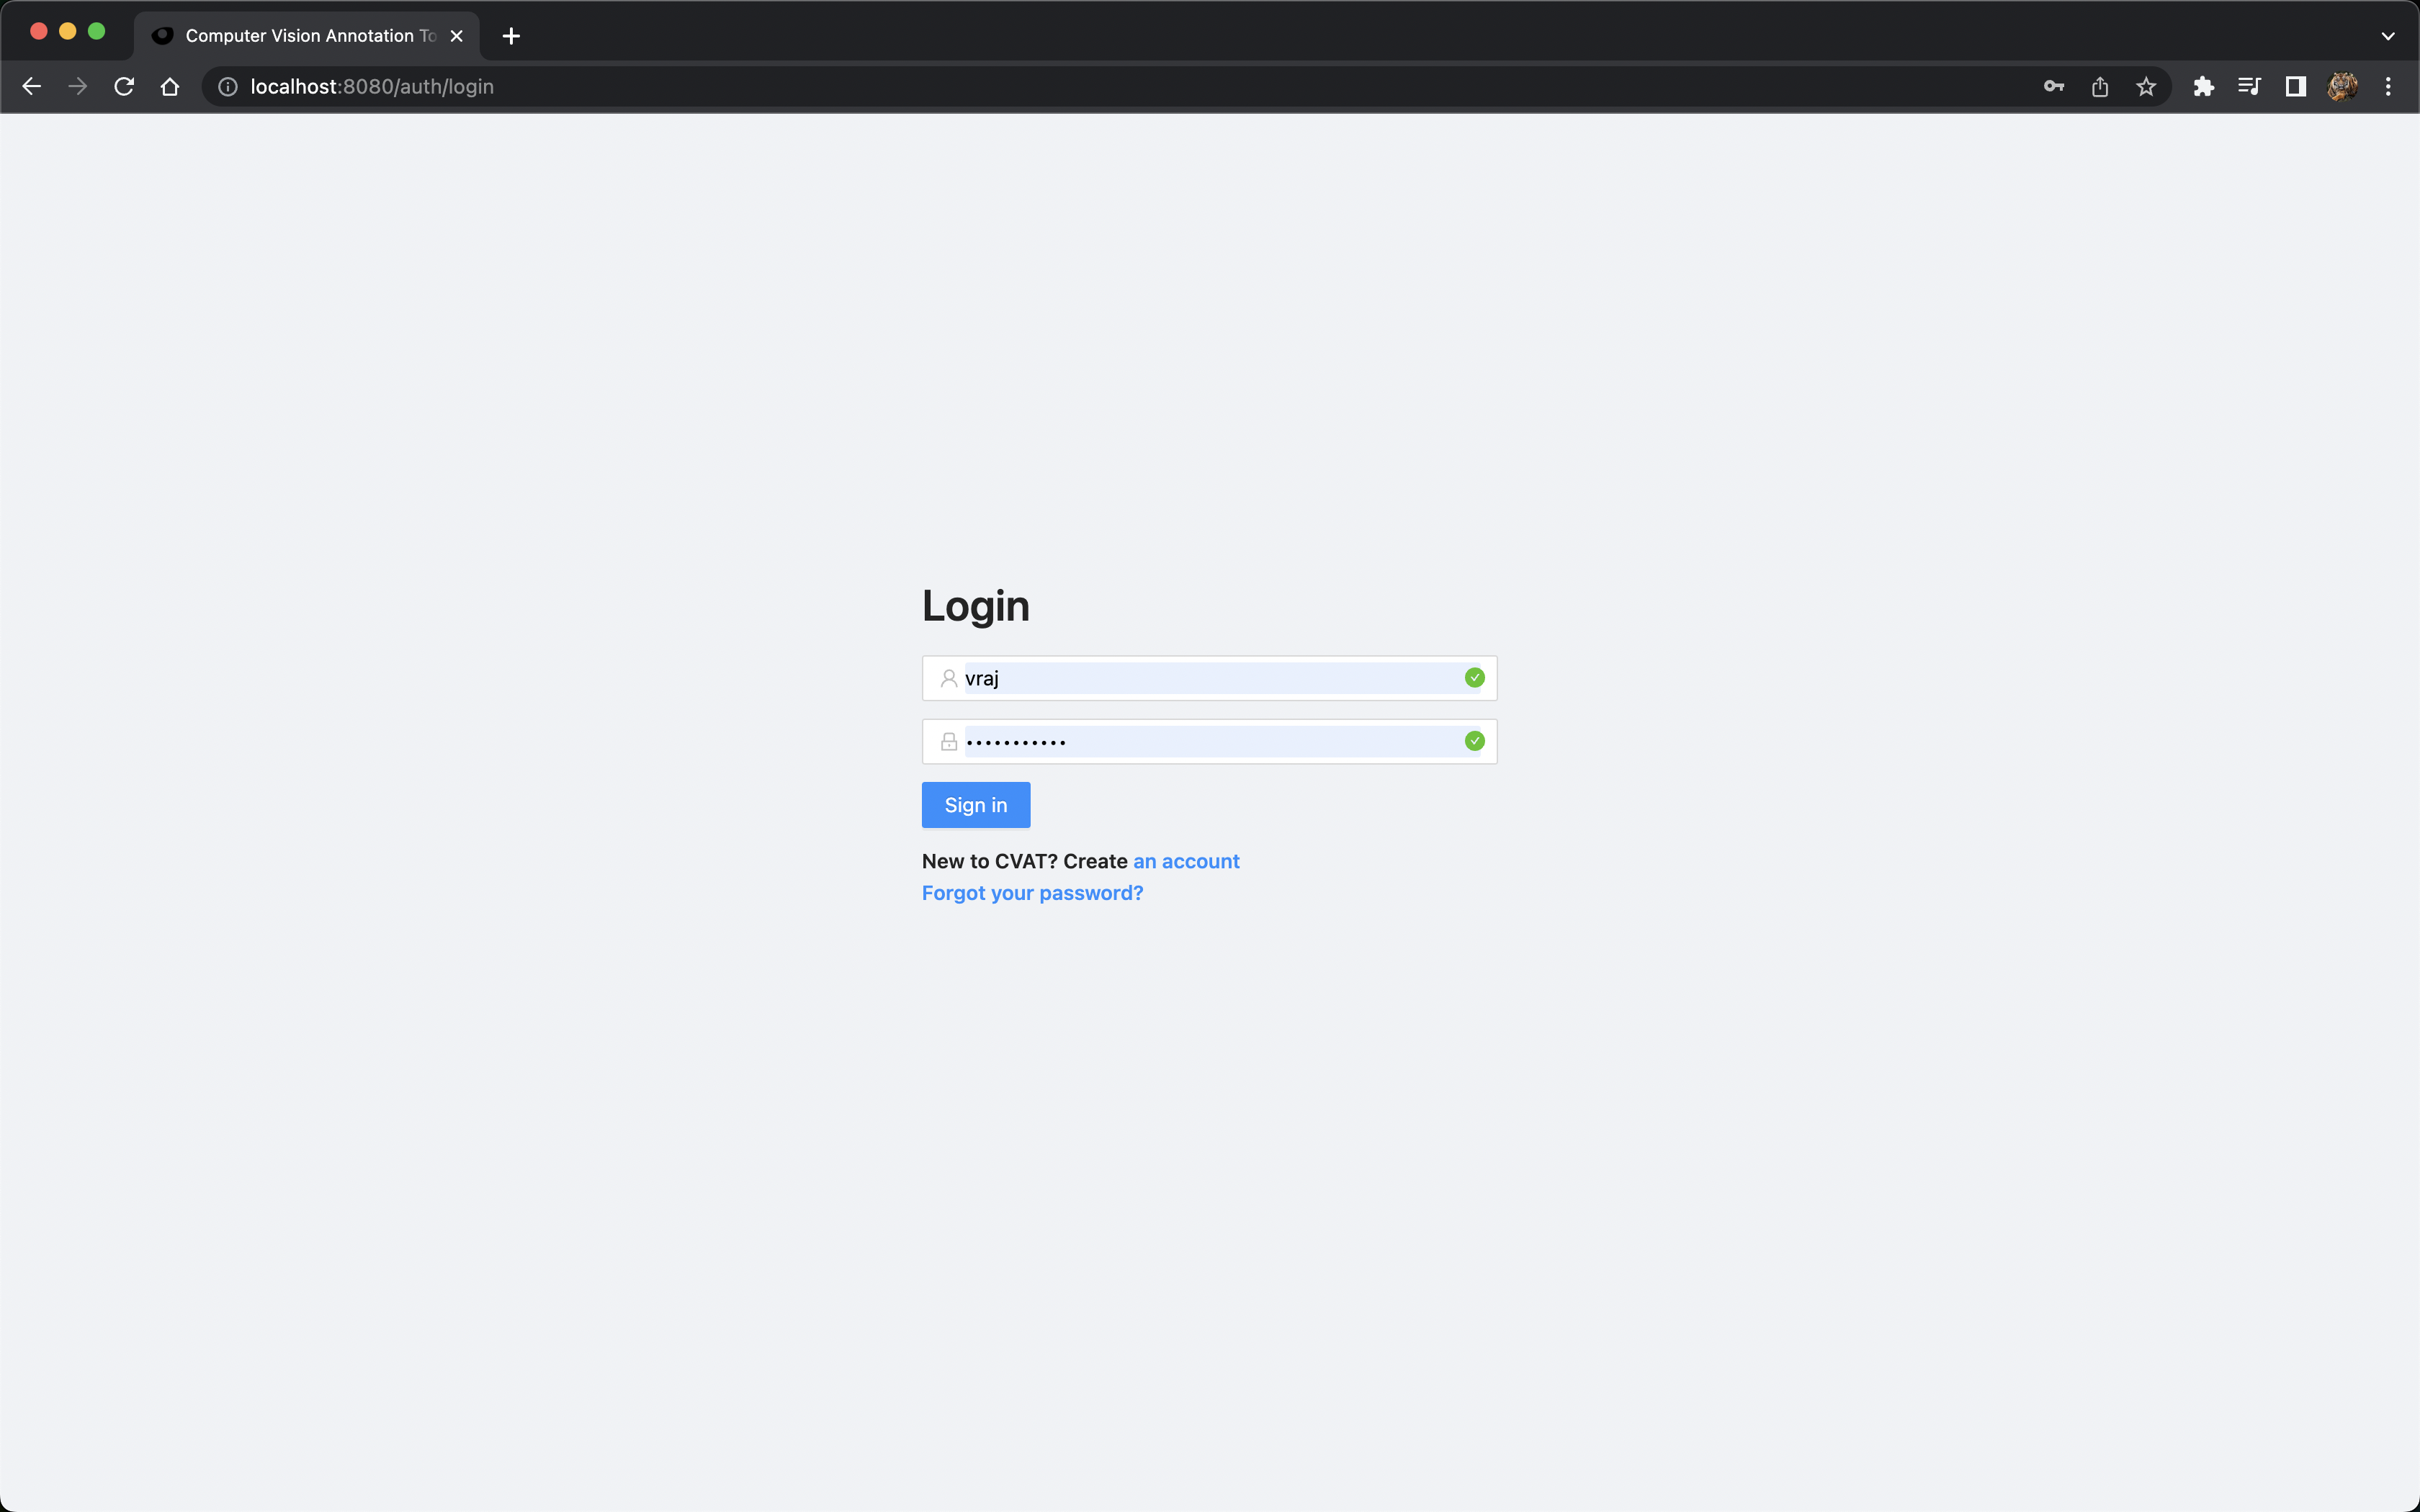 Computer Vision Annotation To
localhost:8080/auth/login
Login
vraj
•••••••••••
Sign in
New to CVAT? Create an account
Forgot your password?